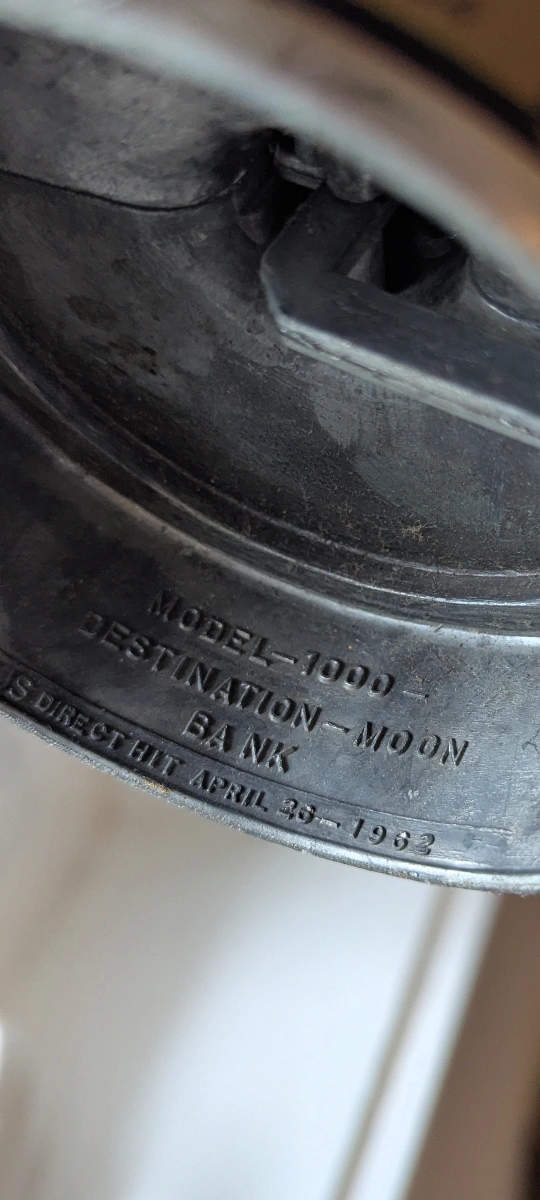 MODEL-1000-
DESTINATION-MOON
BANK
S DIRECT HIT APRIL 26-1962